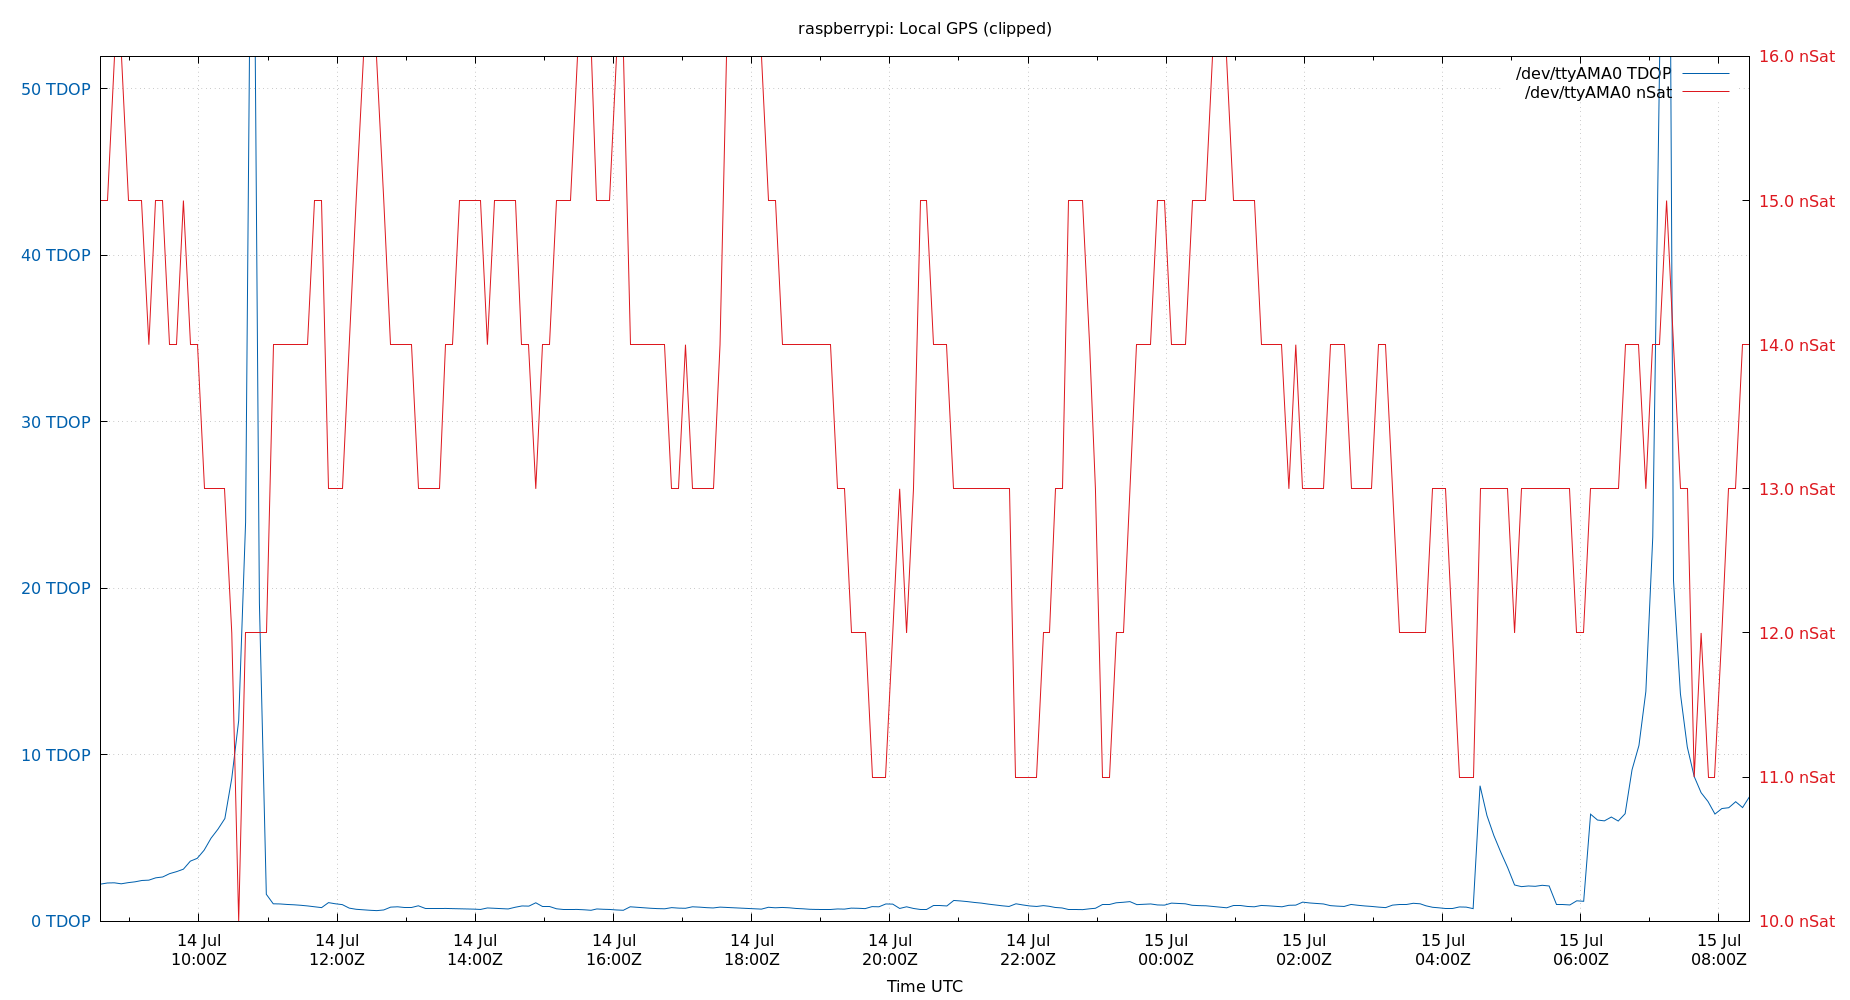 raspberrypi: Local GPS (clipped)
/dev/ttyAMA0 TDOP
/dev/ttyAMA0 nSat
50 TDOP
40 TDOP
30 TDOP
20 TDOP
10 TDOP
0 TDOP
16.0 nSat
15.0 nSat
14.0 nSat
13.0 nSat
12.0 nSat
11.0 nSat
10.0 nSat
14 Jul
10:00Z
14 Jul
12:00Z
14 Jul
14:00Z
14 Jul
16:00Z
14 Jul
18:00Z
14 Jul
20:00Z
14 Jul
22:00Z
15 Jul
00:00Z
15 Jul
02:00Z
15 Jul
04:00Z
15 Jul
06:00Z
15 Jul
08:00Z
Time UTC